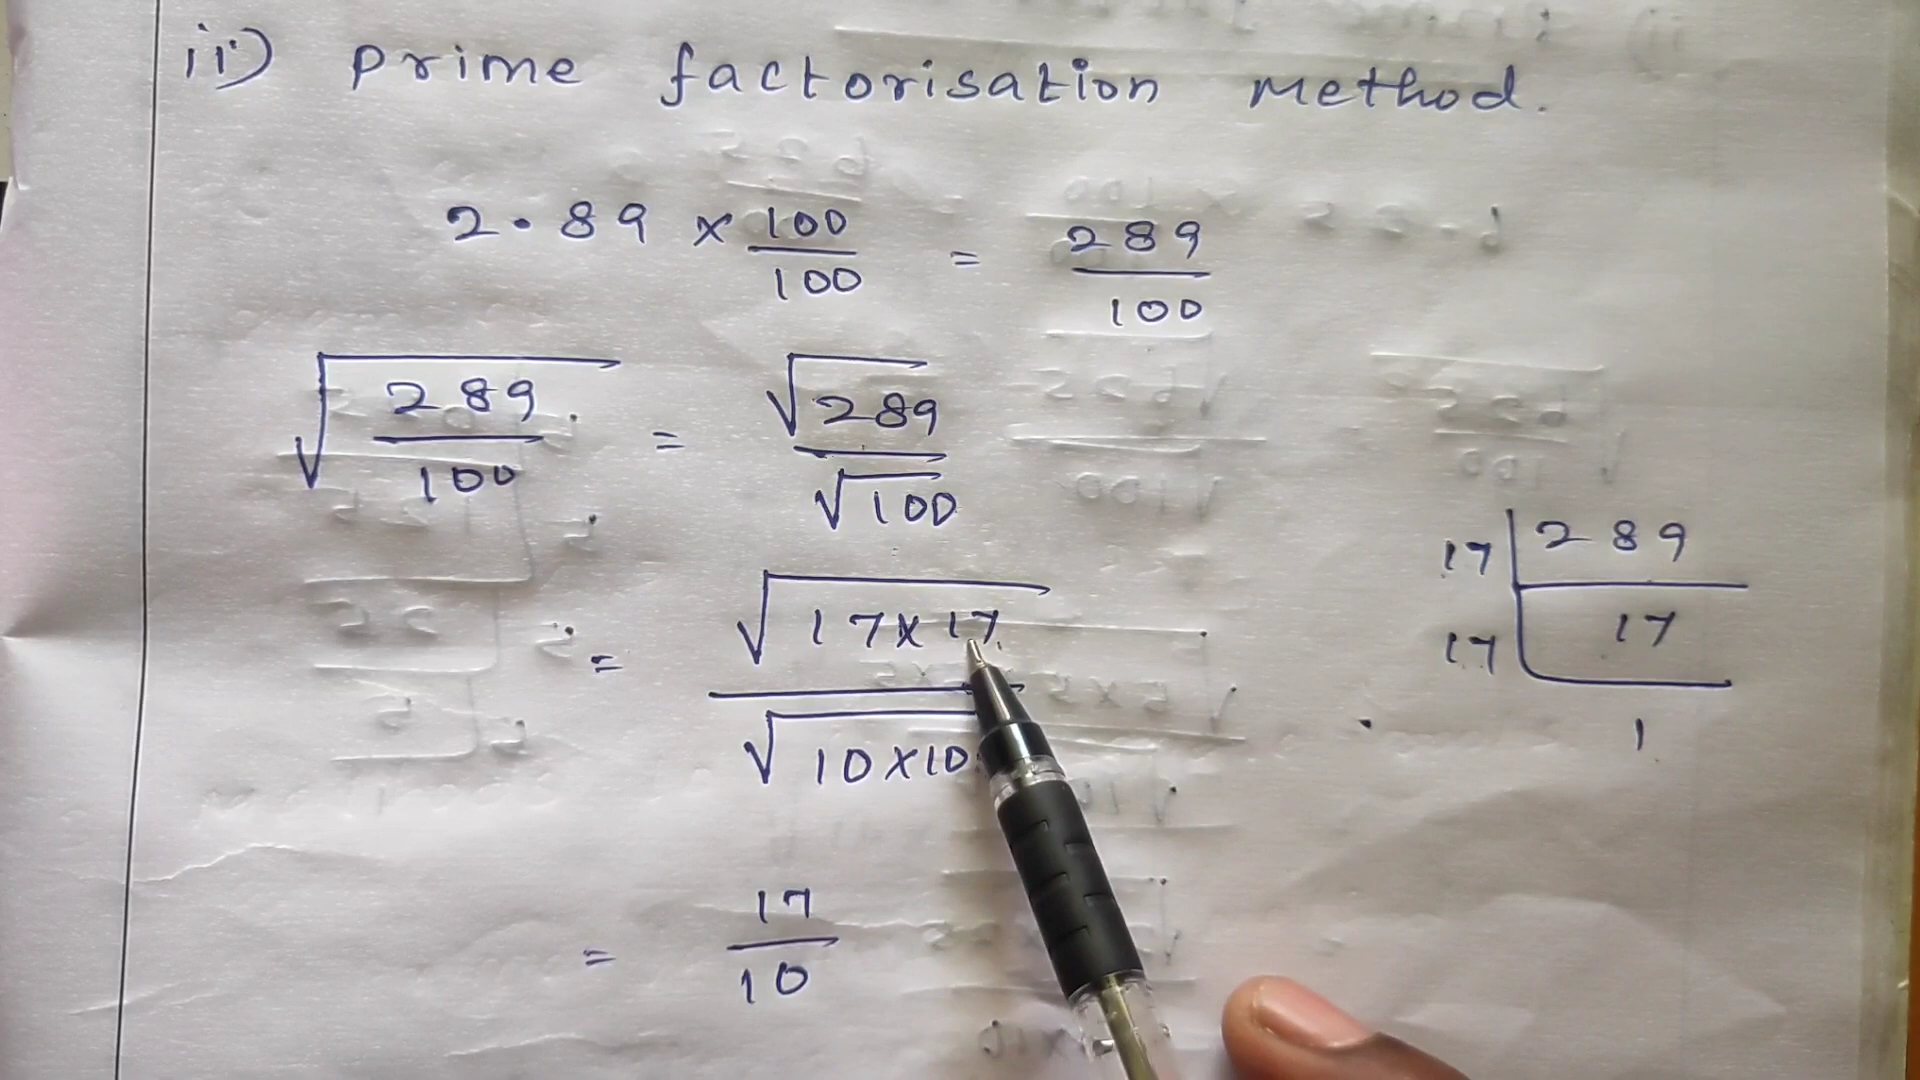 ii) Prime factorisation Method.
2.89 × 100/100 = 289/100
√(289/100) = √289/√100
= √(17×17)/√(10×10)
17 | 289
17 | 17
1
= 17/10